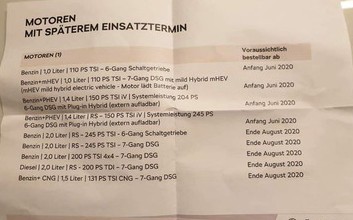 MOTOREN
MIT SPÄTEREM EINSATZTERMIN
MOTOREN (1) Voraussichtlich bestellbar ab
Benzin | 1,0 Liter | 110 PS TSI – 6-Gang Schaltgetriebe Anfang Juni 2020
Benzin+mHEV | 1,0 Liter | 110 PS TSI – 7-Gang DSG mit mild Hybrid mHEV
(mHEV mild hybrid electric vehicle - Motor lädt Batterie auf) Anfang Juni 2020
Benzin+PHEV | 1,4 Liter | 150 PS TSI iV | Systemleistung 204 PS
6-Gang DSG mit Plug-in Hybrid (extern aufladbar) Anfang Juni 2020
Benzin+PHEV | 1,4 Liter | RS – 150 PS TSI iV | Systemleistung 245 PS
6-Gang DSG mit Plug-in Hybrid (extern aufladbar) Anfang Juni 2020
Benzin | 2,0 Liter | RS – 245 PS TSI – 6-Gang Schaltgetriebe Ende August 2020
Benzin | 2,0 Liter | RS – 245 PS TSI – 7-Gang DSG Ende August 2020
Benzin | 2,0 Liter | 200 PS TSI 4x4 – 7-Gang DSG Ende August 2020
Diesel | 2,0 Liter | RS - 200 PS TDI – 7-Gang DSG Ende August 2020
Benzin+ CNG | 1,5 Liter | 131 PS TSI CNG – 7-Gang DSG Ende August 2020